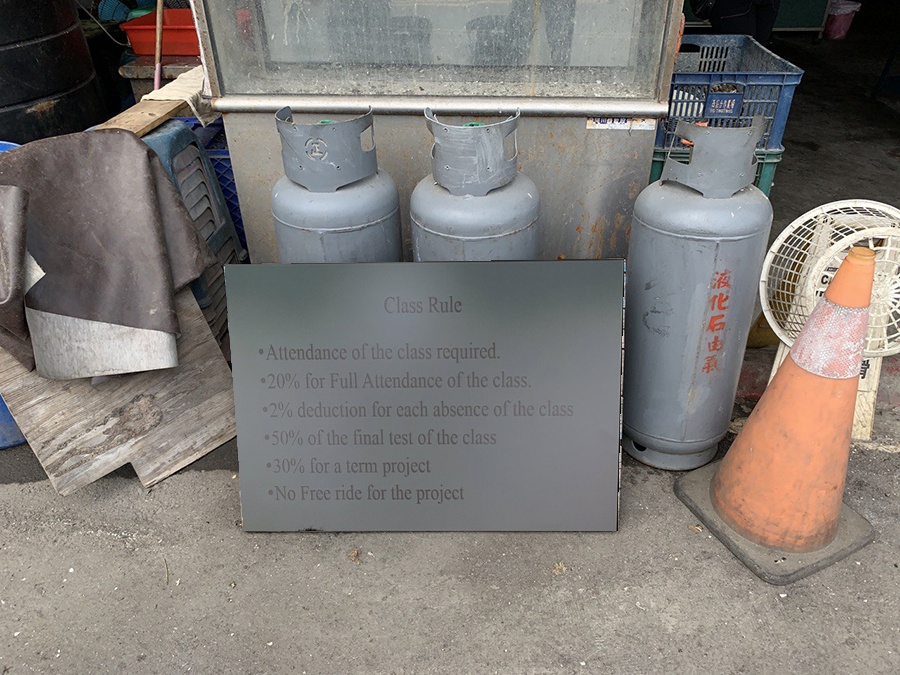 Class Rule
•Attendance of the class required.
•20% for Full Attendance of the class.
•2% deduction for each absence of the class
•50% of the final test of the class
•30% for a term project
•No Free ride for the project
液化石油氣